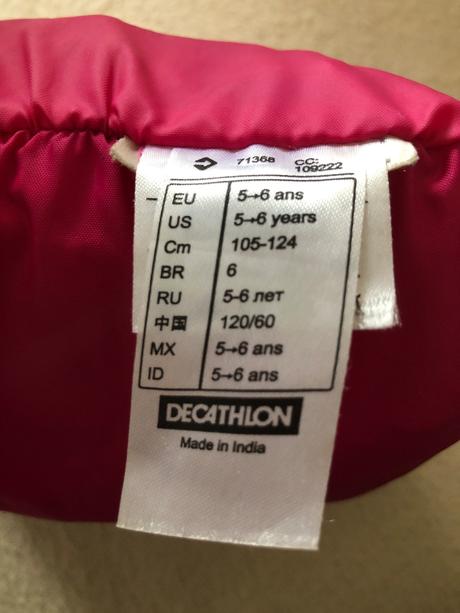 71368 CC:
109222
EU 5→6 ans
US 5→6 years
Cm 105-124
BR 6
RU 5-6 лет
中国 120/60
MX 5→6 ans
ID 5→6 ans
DECATHLON
Made in India